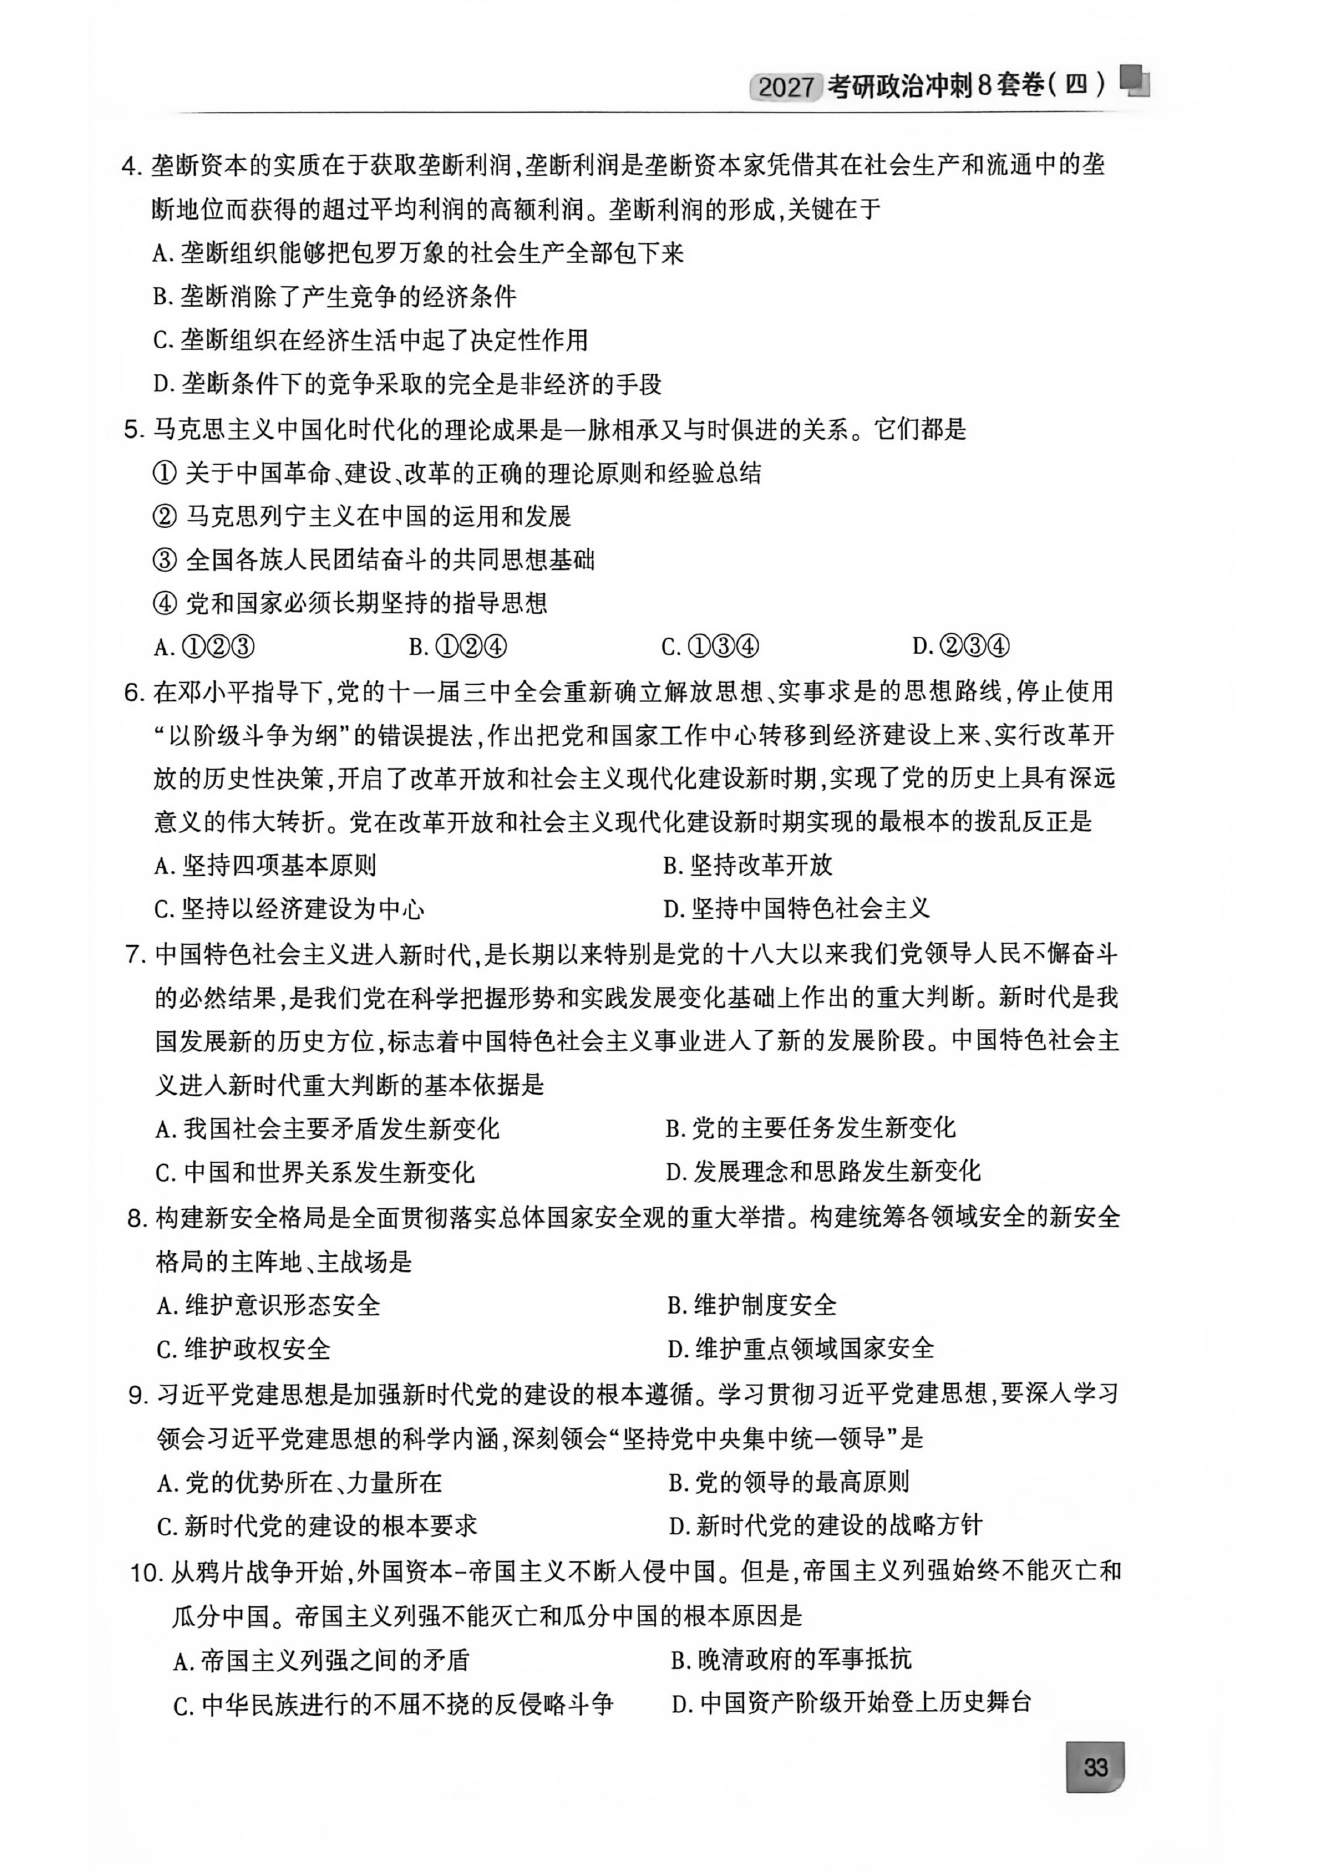 2027 考研政治冲刺8套卷(四)
4. 垄断资本的实质在于获取垄断利润,垄断利润是垄断资本家凭借其在社会生产和流通中的垄
断地位而获得的超过平均利润的高额利润。垄断利润的形成,关键在于
A. 垄断组织能够把包罗万象的社会生产全部包下来
B. 垄断消除了产生竞争的经济条件
C. 垄断组织在经济生活中起了决定性作用
D. 垄断条件下的竞争采取的完全是非经济的手段
5. 马克思主义中国化时代化的理论成果是一脉相承又与时俱进的关系。它们都是
① 关于中国革命、建设、改革的正确的理论原则和经验总结
② 马克思列宁主义在中国的运用和发展
③ 全国各族人民团结奋斗的共同思想基础
④ 党和国家必须长期坚持的指导思想
A. ①②③ B. ①②④ C. ①③④ D. ②③④
6. 在邓小平指导下,党的十一届三中全会重新确立解放思想、实事求是的思想路线,停止使用
“以阶级斗争为纲”的错误提法,作出把党和国家工作中心转移到经济建设上来、实行改革开
放的历史性决策,开启了改革开放和社会主义现代化建设新时期,实现了党的历史上具有深远
意义的伟大转折。党在改革开放和社会主义现代化建设新时期实现的最根本的拨乱反正是
A. 坚持四项基本原则 B. 坚持改革开放
C. 坚持以经济建设为中心 D. 坚持中国特色社会主义
7. 中国特色社会主义进入新时代,是长期以来特别是党的十八大以来我们党领导人民不懈奋斗
的必然结果,是我们党在科学把握形势和实践发展变化基础上作出的重大判断。新时代是我
国发展新的历史方位,标志着中国特色社会主义事业进入了新的发展阶段。中国特色社会主
义进入新时代重大判断的基本依据是
A. 我国社会主要矛盾发生新变化 B. 党的主要任务发生新变化
C. 中国和世界关系发生新变化 D. 发展理念和思路发生新变化
8. 构建新安全格局是全面贯彻落实总体国家安全观的重大举措。构建统筹各领域安全的新安全
格局的主阵地、主战场是
A. 维护意识形态安全 B. 维护制度安全
C. 维护政权安全 D. 维护重点领域国家安全
9. 习近平党建思想是加强新时代党的建设的根本遵循。学习贯彻习近平党建思想,要深入学习
领会习近平党建思想的科学内涵,深刻领会“坚持党中央集中统一领导”是
A. 党的优势所在、力量所在 B. 党的领导的最高原则
C. 新时代党的建设的根本要求 D. 新时代党的建设的战略方针
10. 从鸦片战争开始,外国资本-帝国主义不断入侵中国。但是,帝国主义列强始终不能灭亡和
瓜分中国。帝国主义列强不能灭亡和瓜分中国的根本原因是
A. 帝国主义列强之间的矛盾 B. 晚清政府的军事抵抗
C. 中华民族进行的不屈不挠的反侵略斗争 D. 中国资产阶级开始登上历史舞台
33